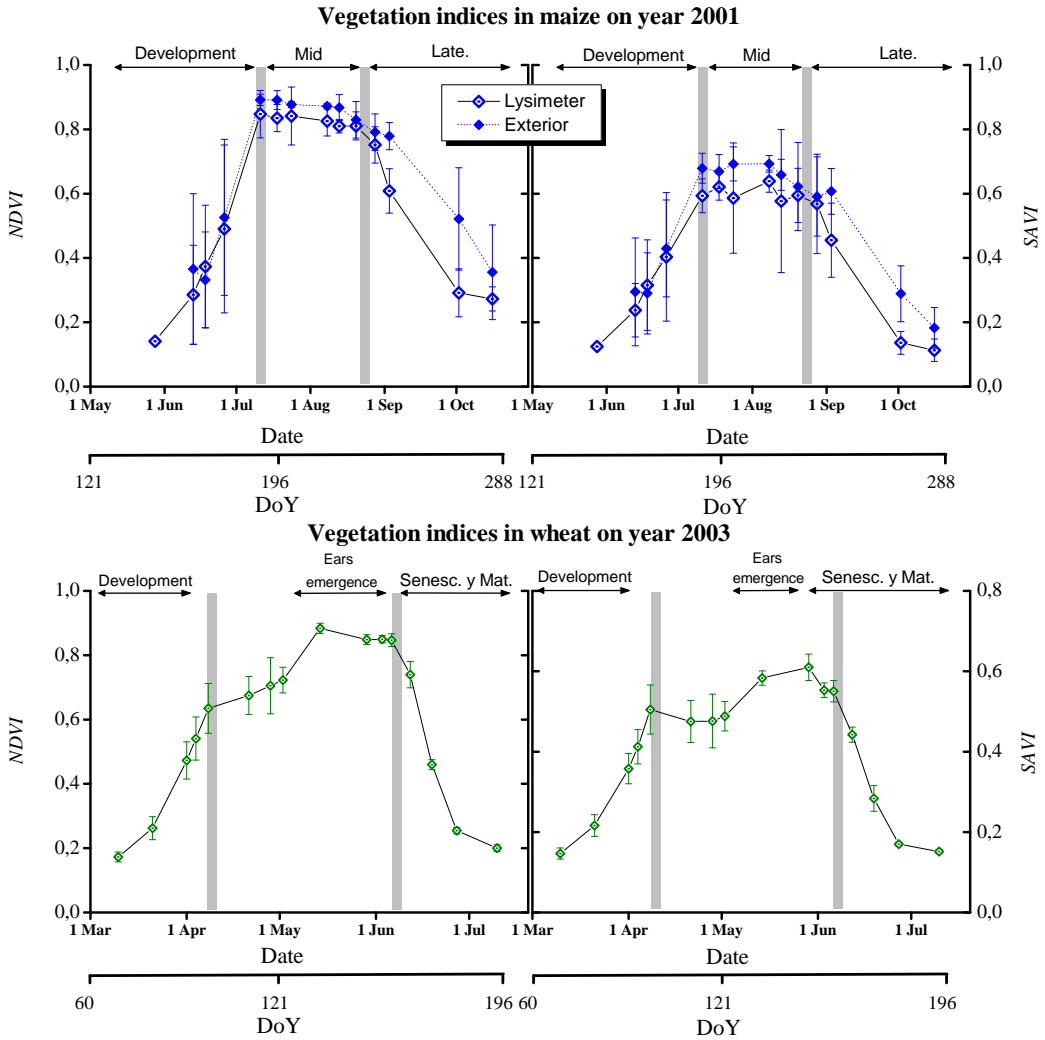 Vegetation indices in maize on year 2001
Development Mid Late. Development Mid Late.
Lysimeter
Exterior
1,0 1,0
0,8 0,8
0,6 0,6
0,4 0,4
0,2 0,2
0,0 0,0
NDVI SAVI
1 May 1 Jun 1 Jul 1 Aug 1 Sep 1 Oct 1 May 1 Jun 1 Jul 1 Aug 1 Sep 1 Oct
Date Date
121 196 288 121 196 288
DoY DoY
Vegetation indices in wheat on year 2003
Development Ears emergence Senesc. y Mat. Development Ears emergence Senesc. y Mat.
1,0 0,8
0,8 0,6
0,6 0,4
0,4 0,2
0,2 0,0
0,0
NDVI SAVI
1 Mar 1 Apr 1 May 1 Jun 1 Jul 1 Mar 1 Apr 1 May 1 Jun 1 Jul
Date Date
60 121 196 60 121 196
DoY DoY